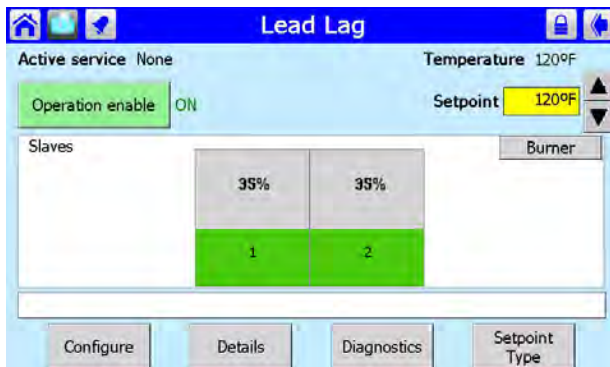 Lead Lag
Active service None Temperature 120ºF
Operation enable ON Setpoint 120ºF
Slaves Burner
35% 35%
1 2
Configure Details Diagnostics Setpoint
Type